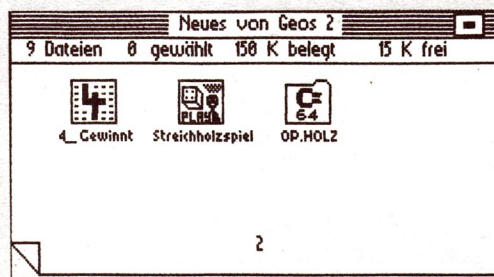 Neues von Geos 2
9 Dateien 0 gewählt 150 K belegt 15 K frei
4
PLAY
C=
64
4_Gewinnt Streichholzspiel OP.HOLZ
2